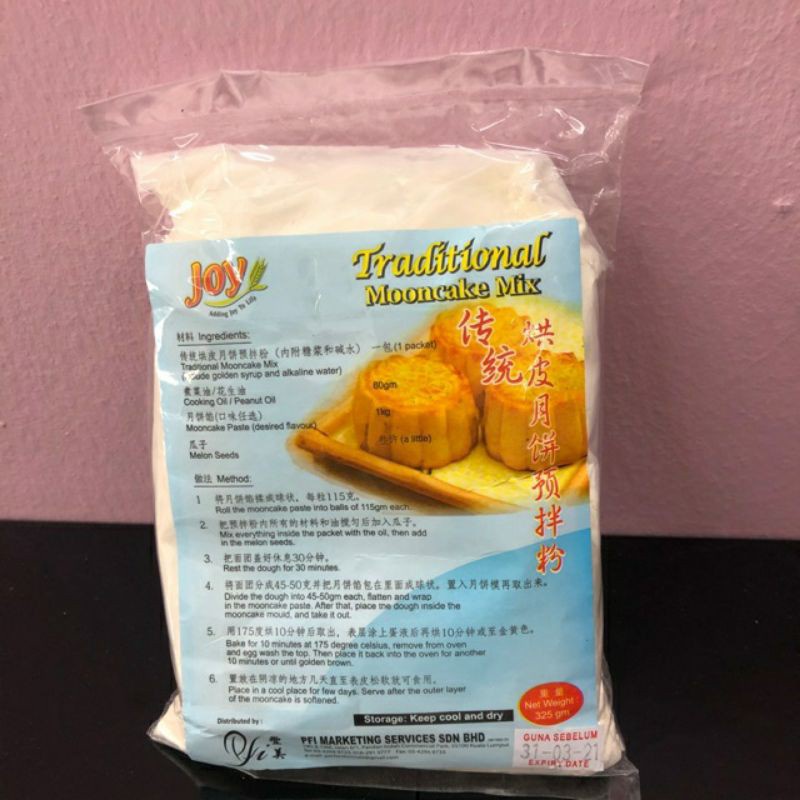 Joy
Adding Joy To Life
Traditional
Mooncake Mix
传统
烘皮月饼预拌粉
材料 Ingredients:
传统烘皮月饼预拌粉（内附糖浆和碱水） 一包(1 packet)
Traditional Mooncake Mix
golden syrup and alkaline water)
煮菜油/花生油
Cooking Oil / Peanut Oil
月饼馅(口味任选)
Mooncake Paste (desired flavour)
1kg
瓜子
Melon Seeds
(a little)
做法 Method:
1 将月饼馅揉成球状，每粒115克。
Roll the mooncake paste into balls of 115gm each.
2. 把预拌粉内所有的材料和油搅匀后加入瓜子。
Mix everything inside the packet with the oil, then add
in the melon seeds.
3. 把面团盖好休息30分钟。
Rest the dough for 30 minutes.
4. 将面团分成45-50克并把月饼馅包在里面成球状，置入月饼模再取出来。
Divide the dough into 45-50gm each, flatten and wrap
in the mooncake paste. After that, place the dough inside the
mooncake mould, and take it out.
5. 用175度烘10分钟后取出，表层涂上蛋液后再烘10分钟或至金黄色。
Bake for 10 minutes at 175 degree celsius, remove from oven
and egg wash the top. Then place it back into the oven for another
10 minutes or until golden brown.
6. 置放在阴凉的地方几天直至表皮松软就可食用。
Place in a cool place for few days. Serve after the outer layer
of the mooncake is softened.
重量
Net Weight
325 gm
Storage: Keep cool and dry
Distributed by :
PFI MARKETING SERVICES SDN BHD
GUNA SEBELUM
31-03-21
EXPIRY DATE